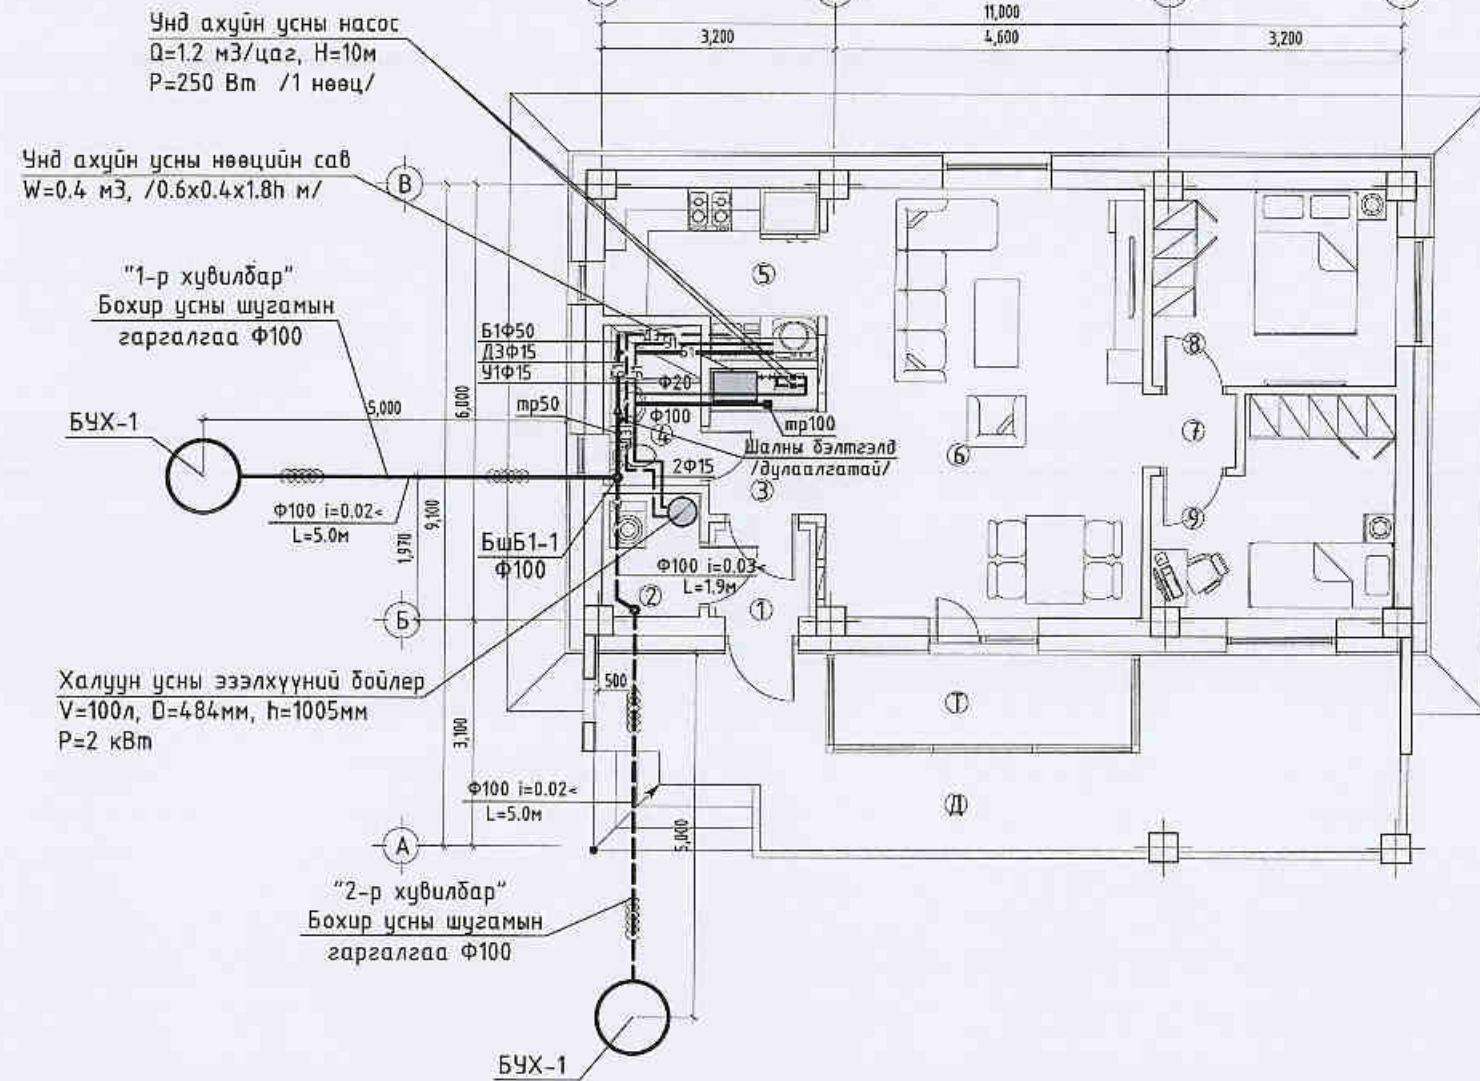 Унд ахуйн усны насос
Q=1.2 м3/цаг, H=10м
P=250 Вт /1 нөөц/
11,000
3,200
4,600
3,200
Унд ахуйн усны нөөцийн сав
W=0.4 м3, /0.6x0.4x1.8h м/
В
"1-р хувилбар"
Бохир усны шугамын
гаргалгаа Ф100
5
Б1Ф50
Д3Ф15
У1Ф15
Д3
У1
Б1
Ф20
8
БУХ-1
5,000
6,000
тр50
Ф100
тр100
4
Шалны бэлтгэлд
/дулаалгатай/
7
6
2Ф15
3
9
Ф100 i=0.02<
L=5.0м
9,100
1,970
БшБ1-1
Ф100
Ф100 i=0.03<
L=1.9м
2
1
Б
Халуун усны эзэлхүүний бойлер
V=100л, D=484мм, h=1005мм
P=2 кВт
500
Т
3,100
Ф100 i=0.02<
L=5.0м
Д
5,000
А
"2-р хувилбар"
Бохир усны шугамын
гаргалгаа Ф100
БУХ-1